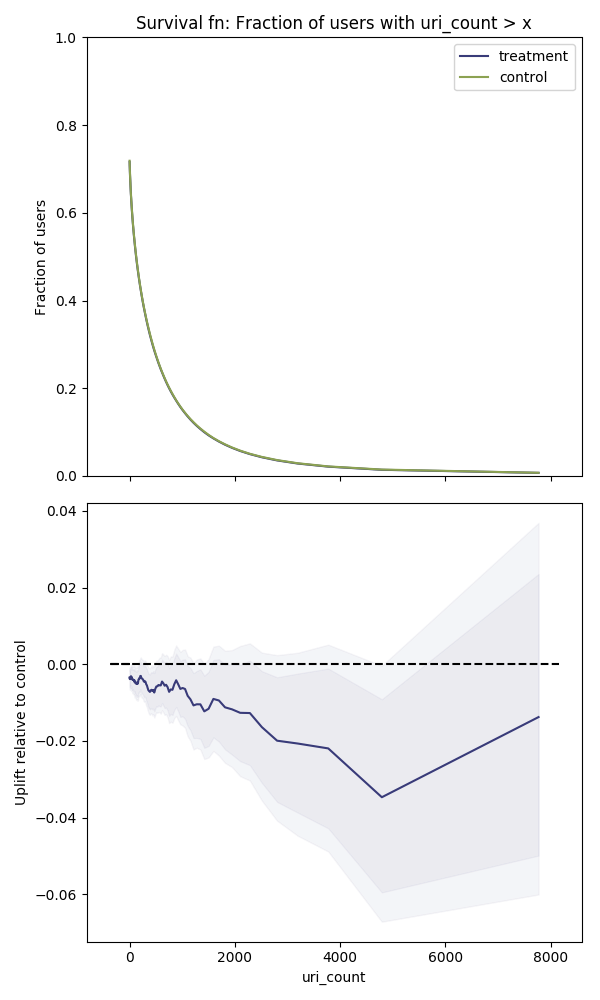 Survival fn: Fraction of users with uri_count > x
1.0
treatment
control
0.8
0.6
0.4
0.2
0.0
Fraction of users
0.04
0.02
0.00
−0.02
−0.04
−0.06
Uplift relative to control
0 2000 4000 6000 8000
uri_count